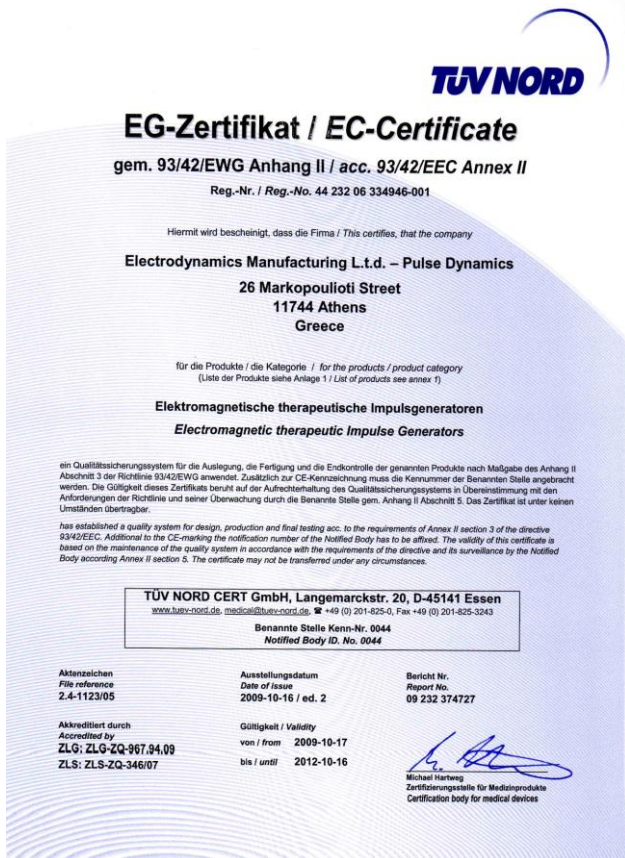 TÜV NORD
EG-Zertifikat / EC-Certificate
gem. 93/42/EWG Anhang II / acc. 93/42/EEC Annex II
Reg.-Nr. / Reg.-No. 44 232 06 334946-001
Hiermit wird bescheinigt, dass die Firma / This certifies, that the company
Electrodynamics Manufacturing L.t.d. – Pulse Dynamics
26 Markopoulioti Street
11744 Athens
Greece
für die Produkte / die Kategorie / for the products / product category
(Liste der Produkte siehe Anlage 1 / List of products see annex 1)
Elektromagnetische therapeutische Impulsgeneratoren
Electromagnetic therapeutic Impulse Generators
ein Qualitätssicherungssystem für die Auslegung, die Fertigung und die Endkontrolle der genannten Produkte nach Maßgabe des Anhang II
Abschnitt 3 der Richtlinie 93/42/EWG anwendet. Zusätzlich zur CE-Kennzeichnung muss die Kennummer der Benannten Stelle angebracht
werden. Die Gültigkeit dieses Zertifikats beruht auf der Aufrechterhaltung des Qualitätssicherungssystems in Übereinstimmung mit den
Anforderungen der Richtlinie und seiner Überwachung durch die Benannte Stelle gem. Anhang II Abschnitt 5. Das Zertifikat ist unter keinen
Umständen übertragbar.
has established a quality system for design, production and final testing acc. to the requirements of Annex II section 3 of the directive
93/42/EEC. Additional to the CE-marking the notification number of the Notified Body has to be affixed. The validity of this certificate is
based on the maintenance of the quality system in accordance with the requirements of the directive and its surveillance by the Notified
Body according Annex II section 5. The certificate may not be transferred under any circumstances.
TÜV NORD CERT GmbH, Langemarckstr. 20, D-45141 Essen
www.tuev-nord.de, medical@tuev-nord.de, ☎ +49 (0) 201-825-0, Fax +49 (0) 201-825-3243
Benannte Stelle Kenn-Nr. 0044
Notified Body ID. No. 0044
Aktenzeichen
File reference
2.4-1123/05
Ausstellungsdatum
Date of issue
2009-10-16 / ed. 2
Bericht Nr.
Report No.
09 232 374727
Akkreditiert durch
Accredited by
ZLG: ZLG-ZQ-967.94.09
ZLS: ZLS-ZQ-346/07
Gültigkeit / Validity
von / from 2009-10-17
bis / until 2012-10-16
Michael Hartweg
Zertifizierungsstelle für Medizinprodukte
Certification body for medical devices